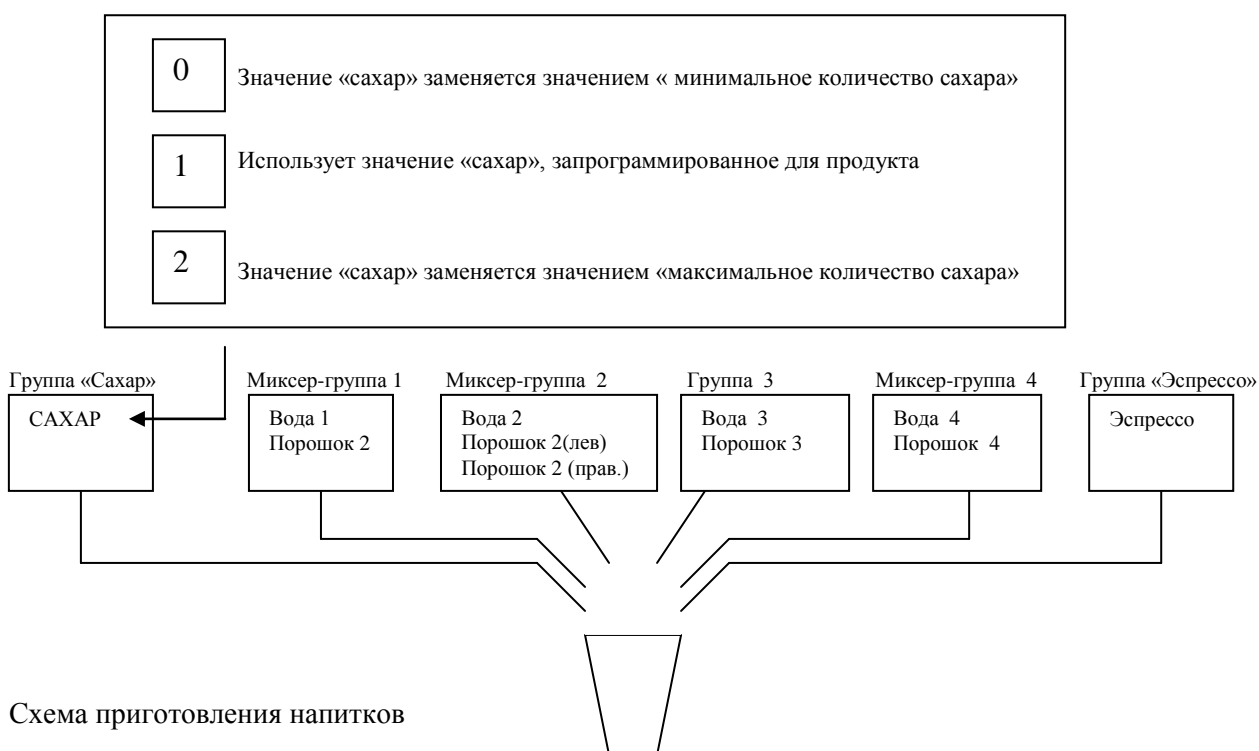 0
Значение «сахар» заменяется значением « минимальное количество сахара»
1
Использует значение «сахар», запрограммированное для продукта
2
Значение «сахар» заменяется значением «максимальное количество сахара»
Группа «Сахар»
САХАР
Миксер-группа 1
Вода 1
Порошок 2
Миксер-группа 2
Вода 2
Порошок 2(лев)
Порошок 2 (прав.)
Группа 3
Вода 3
Порошок 3
Миксер-группа 4
Вода 4
Порошок 4
Группа «Эспрессо»
Эспрессо
Схема приготовления напитков